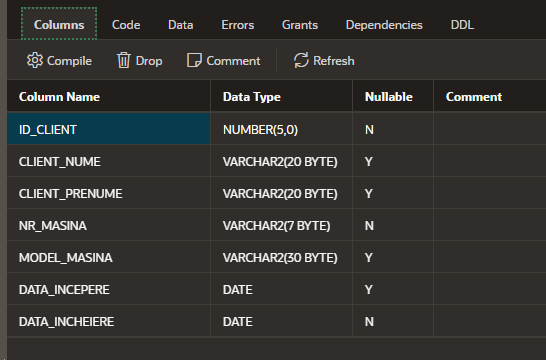 Columns Code Data Errors Grants Dependencies DDL
Compile Drop Comment Refresh
Column Name Data Type Nullable Comment
ID_CLIENT NUMBER(5,0) N
CLIENT_NUME VARCHAR2(20 BYTE) Y
CLIENT_PRENUME VARCHAR2(20 BYTE) Y
NR_MASINA VARCHAR2(7 BYTE) N
MODEL_MASINA VARCHAR2(30 BYTE) Y
DATA_INCEPERE DATE Y
DATA_INCHEIERE DATE N